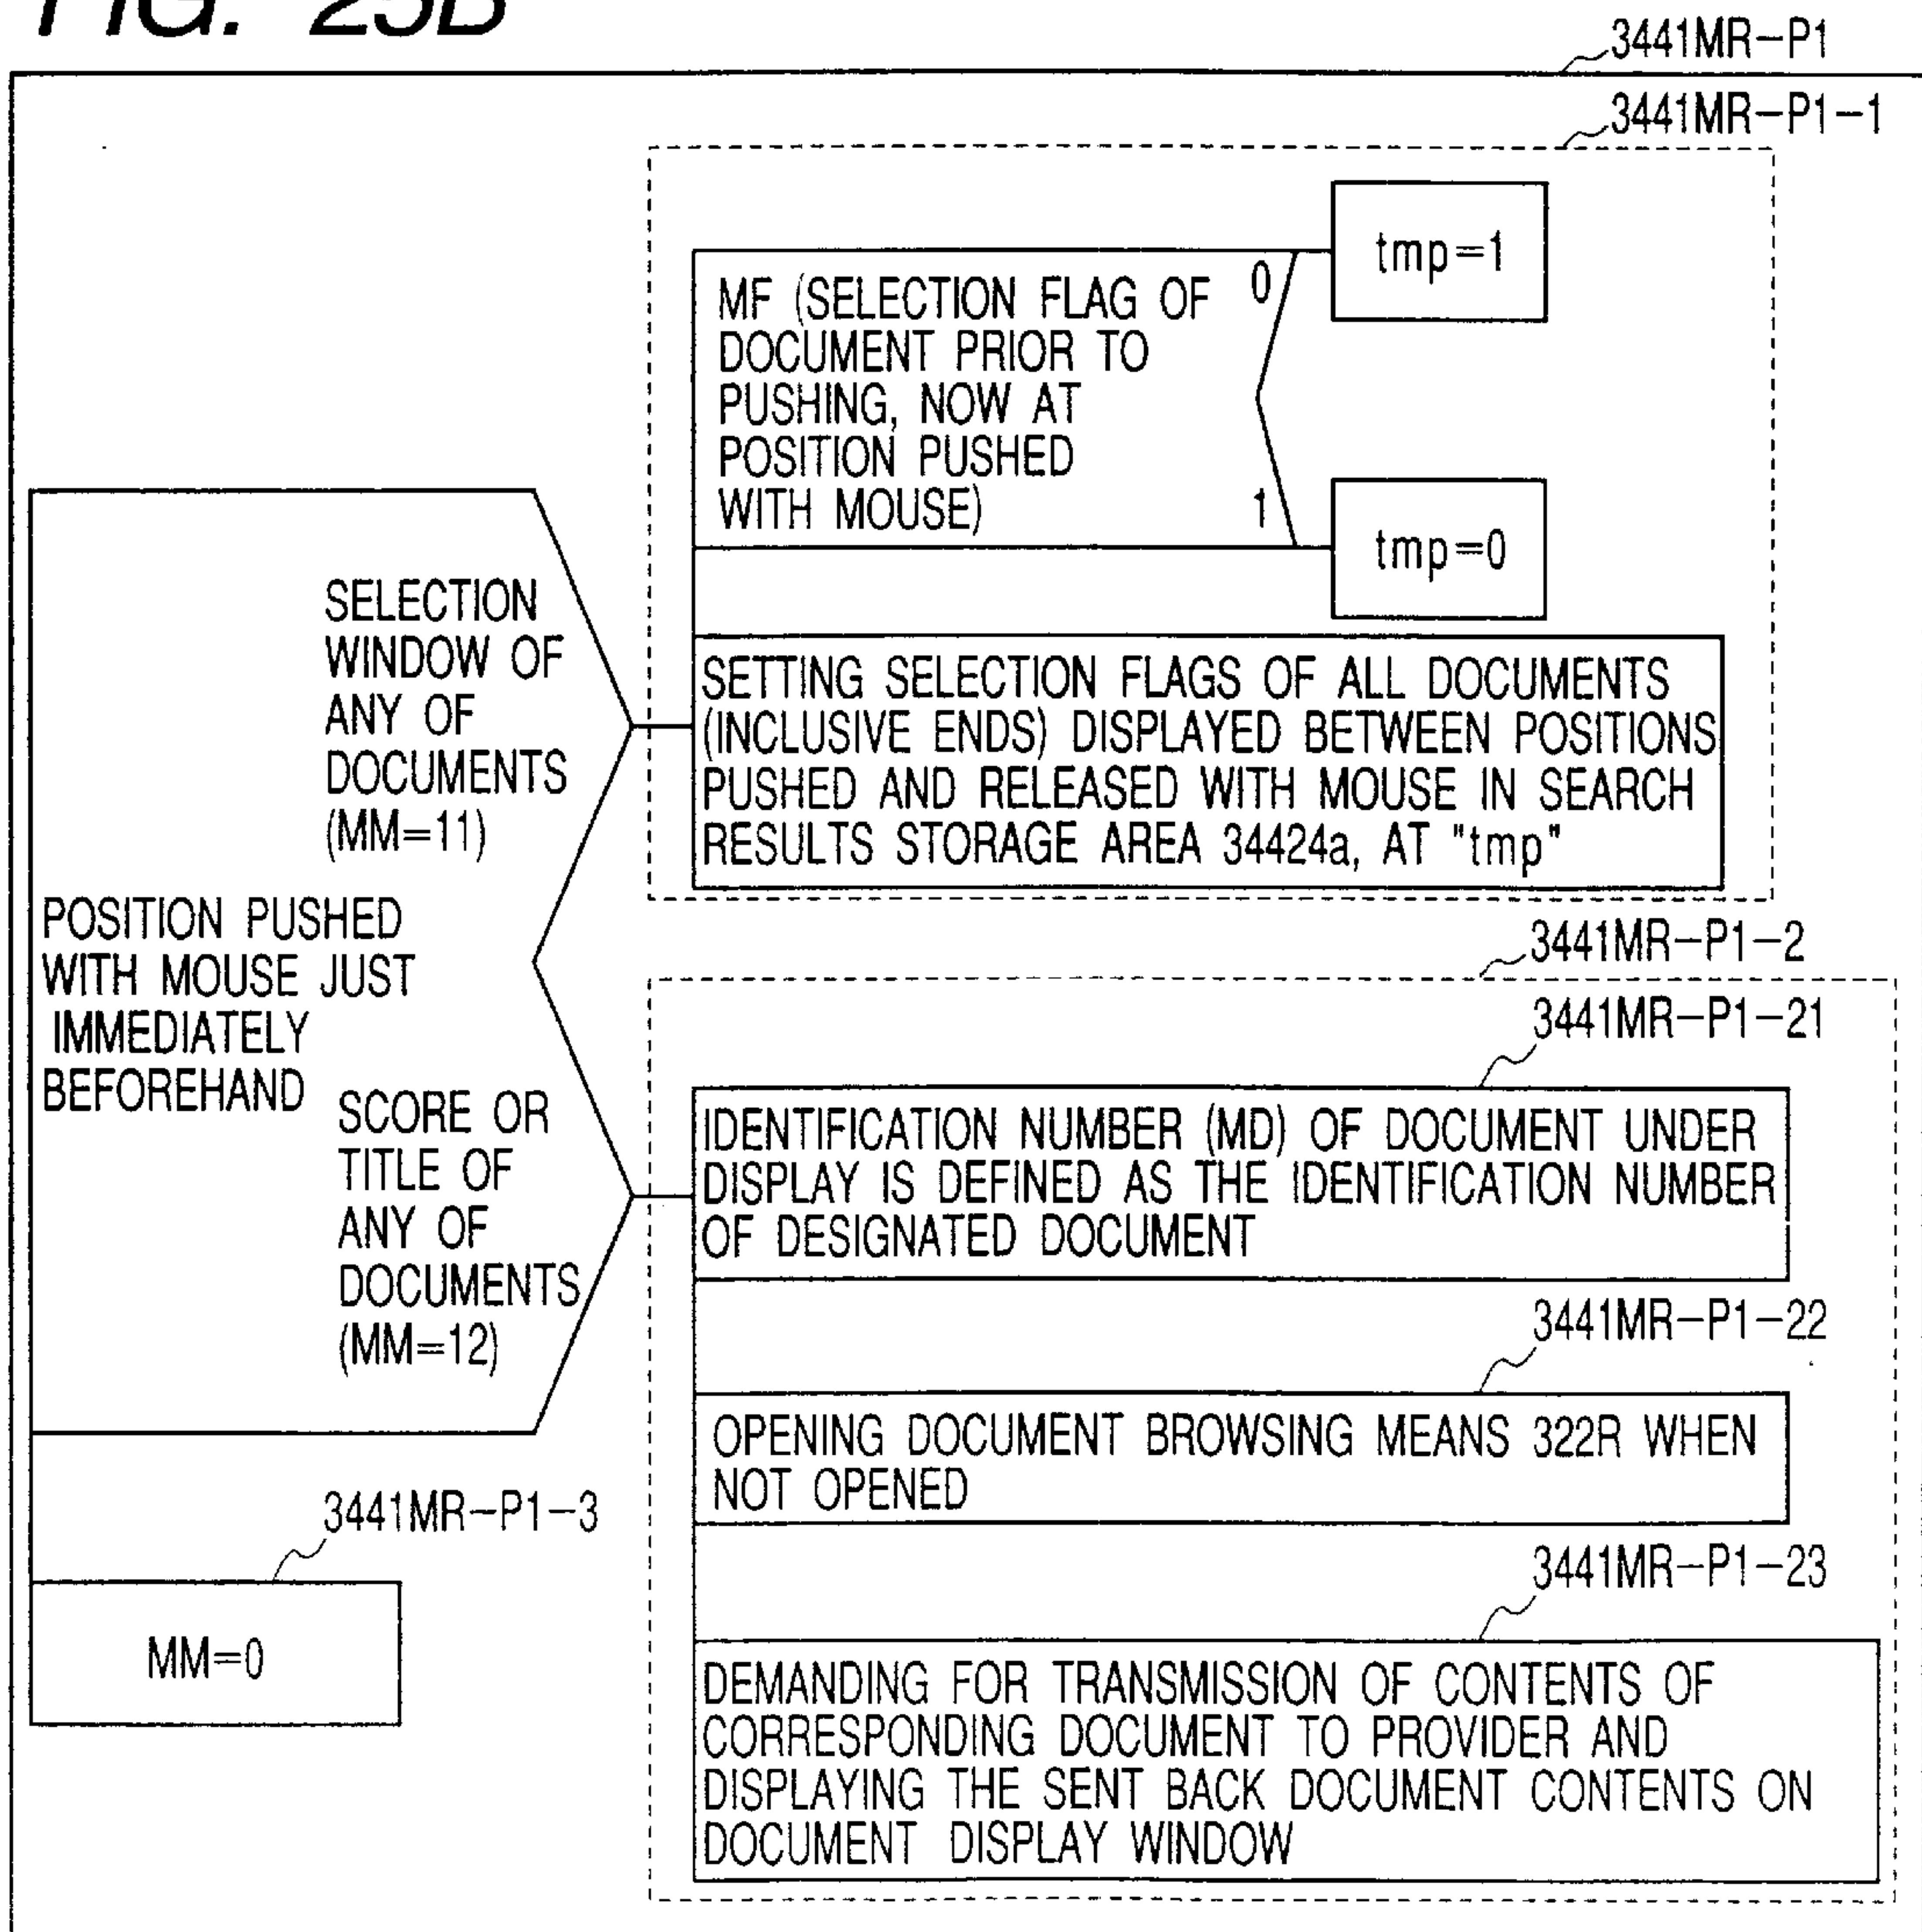 FIG. 25B
3441MR-P1
3441MR-P1-1
tmp=1
MF (SELECTION FLAG OF 0
DOCUMENT PRIOR TO
PUSHING, NOW AT
POSITION PUSHED
WITH MOUSE) 1
tmp=0
SELECTION
WINDOW OF
ANY OF
DOCUMENTS
(MM=11)
SETTING SELECTION FLAGS OF ALL DOCUMENTS
(INCLUSIVE ENDS) DISPLAYED BETWEEN POSITIONS
PUSHED AND RELEASED WITH MOUSE IN SEARCH
RESULTS STORAGE AREA 34424a, AT "tmp"
POSITION PUSHED
WITH MOUSE JUST
IMMEDIATELY
BEFOREHAND
SCORE OR
TITLE OF
ANY OF
DOCUMENTS
(MM=12)
3441MR-P1-2
3441MR-P1-21
IDENTIFICATION NUMBER (MD) OF DOCUMENT UNDER
DISPLAY IS DEFINED AS THE IDENTIFICATION NUMBER
OF DESIGNATED DOCUMENT
3441MR-P1-22
OPENING DOCUMENT BROWSING MEANS 322R WHEN
NOT OPENED
3441MR-P1-3
MM=0
3441MR-P1-23
DEMANDING FOR TRANSMISSION OF CONTENTS OF
CORRESPONDING DOCUMENT TO PROVIDER AND
DISPLAYING THE SENT BACK DOCUMENT CONTENTS ON
DOCUMENT DISPLAY WINDOW